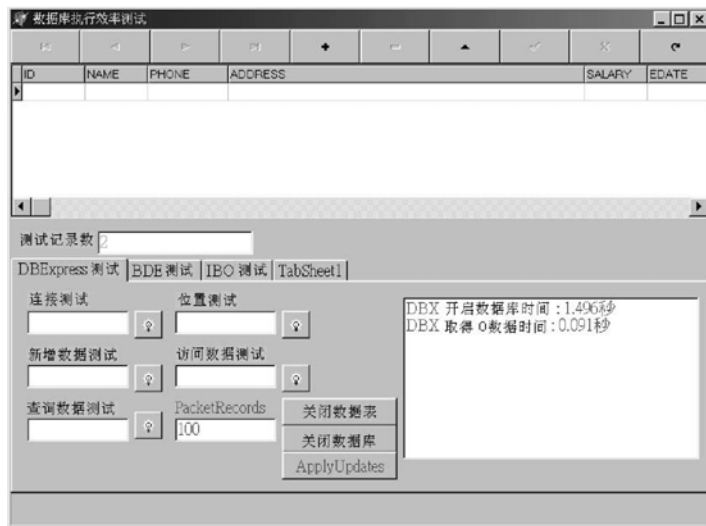 数据库执行效率测试
ID NAME PHONE ADDRESS SALARY EDATE
测试记录数 2
DBExpress 测试 BDE 测试 IBO 测试 TabSheet1
连接测试 位置测试
新增数据测试 访问数据测试
查询数据测试 PacketRecords
100
关闭数据表
关闭数据库
ApplyUpdates
DBX 开启数据库时间 : 1.496秒
DBX 取得 0数据时间 : 0.091秒